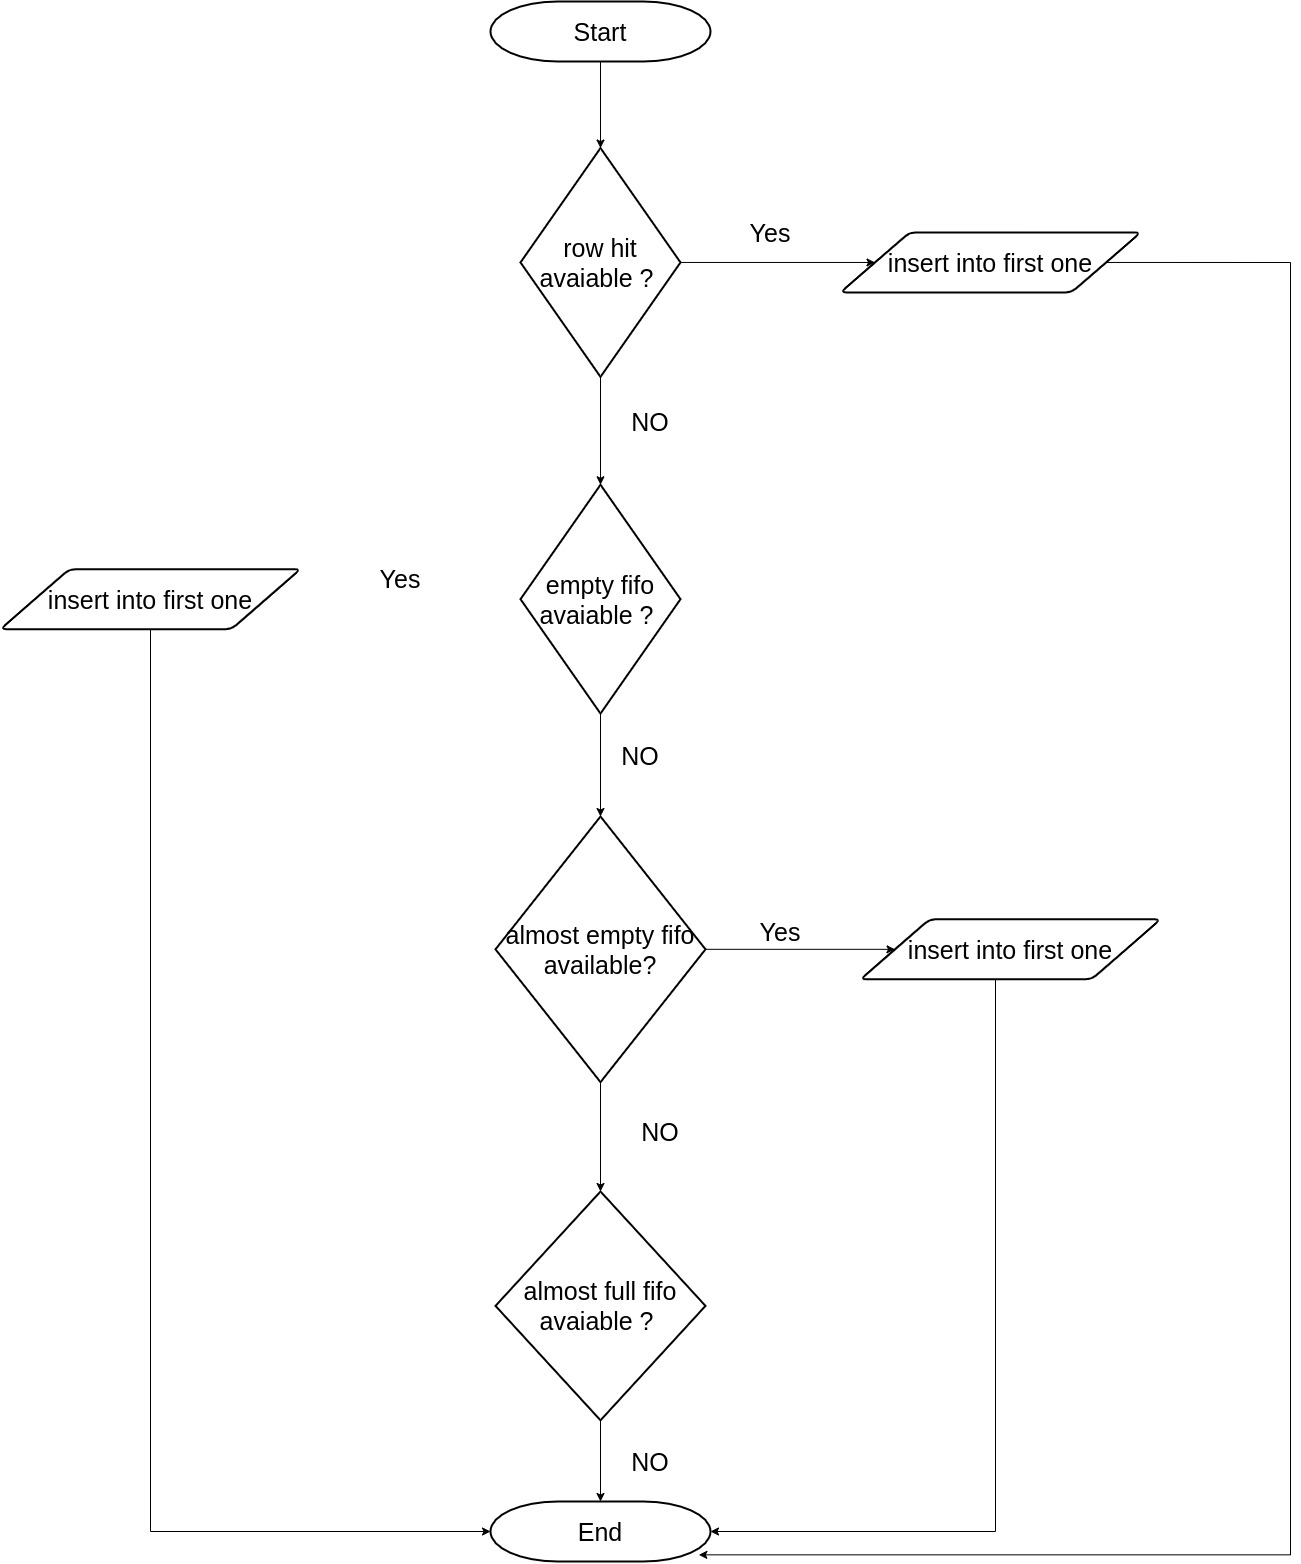 Start
row hit
avaiable ?
Yes
insert into first one
NO
empty fifo
avaiable ?
Yes
insert into first one
NO
almost empty fifo
available?
Yes
insert into first one
NO
almost full fifo
avaiable ?
NO
End